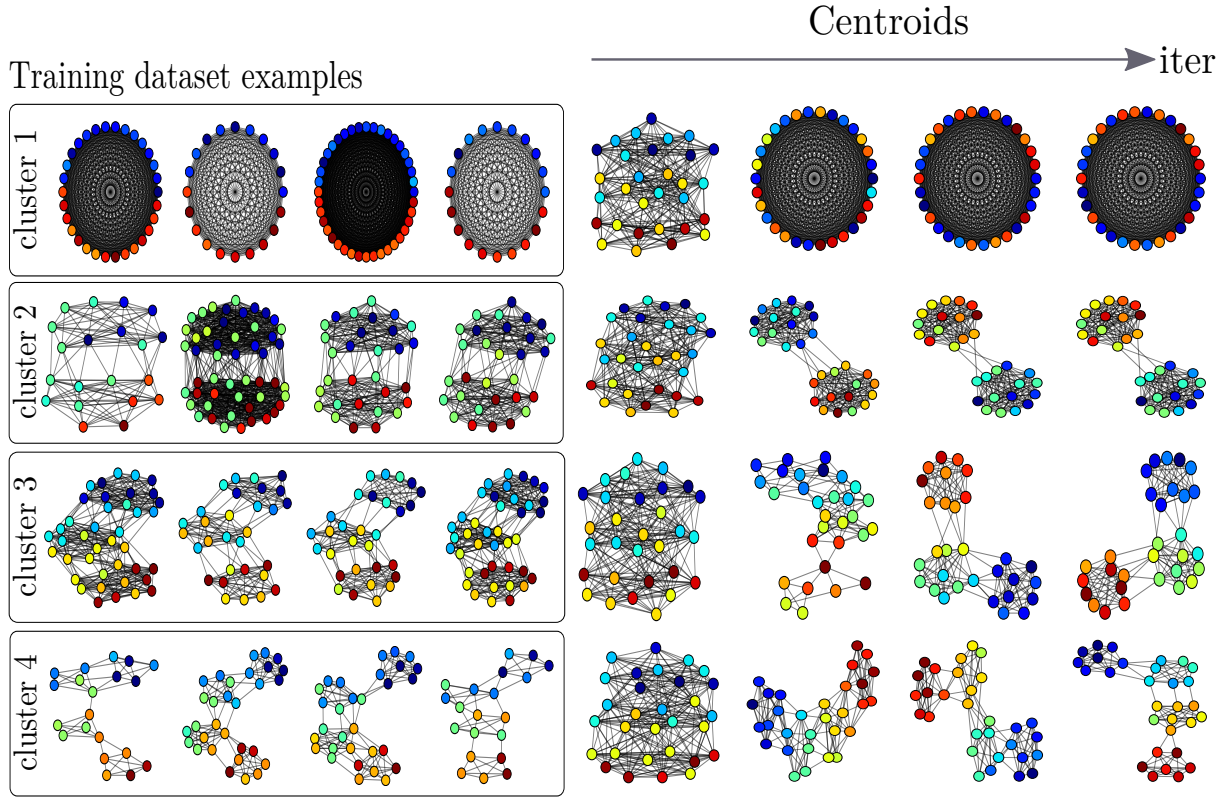 Centroids
iter
Training dataset examples
cluster 1
cluster 2
cluster 3
cluster 4